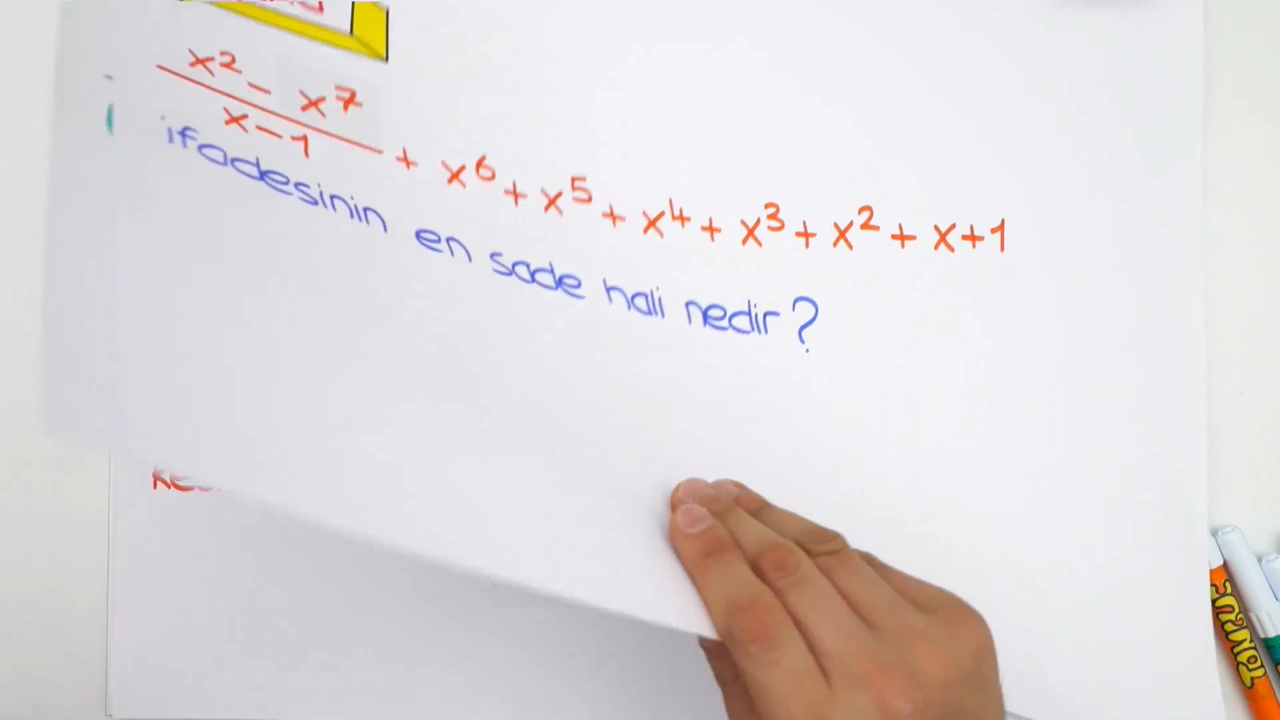 x² - x⁷
x-1
+ x⁶ + x⁵ + x⁴ + x³ + x² + x+1
ifadesinin en sade hali nedir?